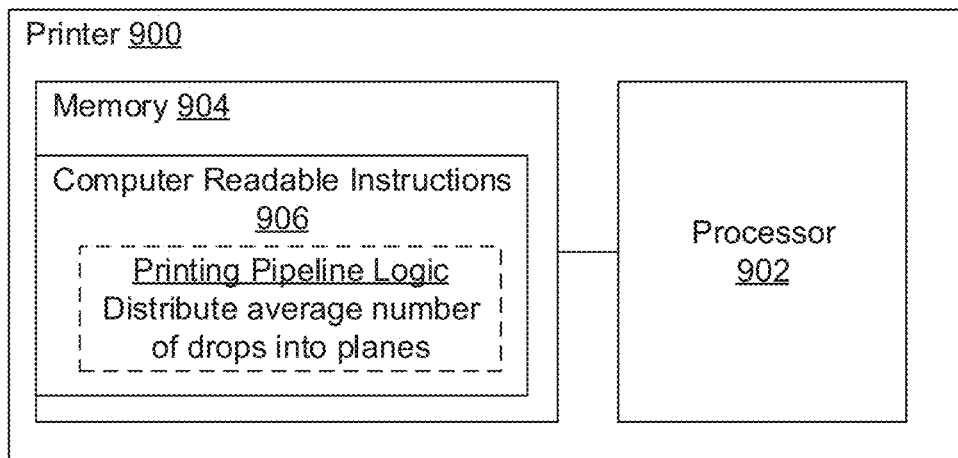 Printer 900
Memory 904
Computer Readable Instructions
906
Printing Pipeline Logic
Distribute average number
of drops into planes
Processor
902